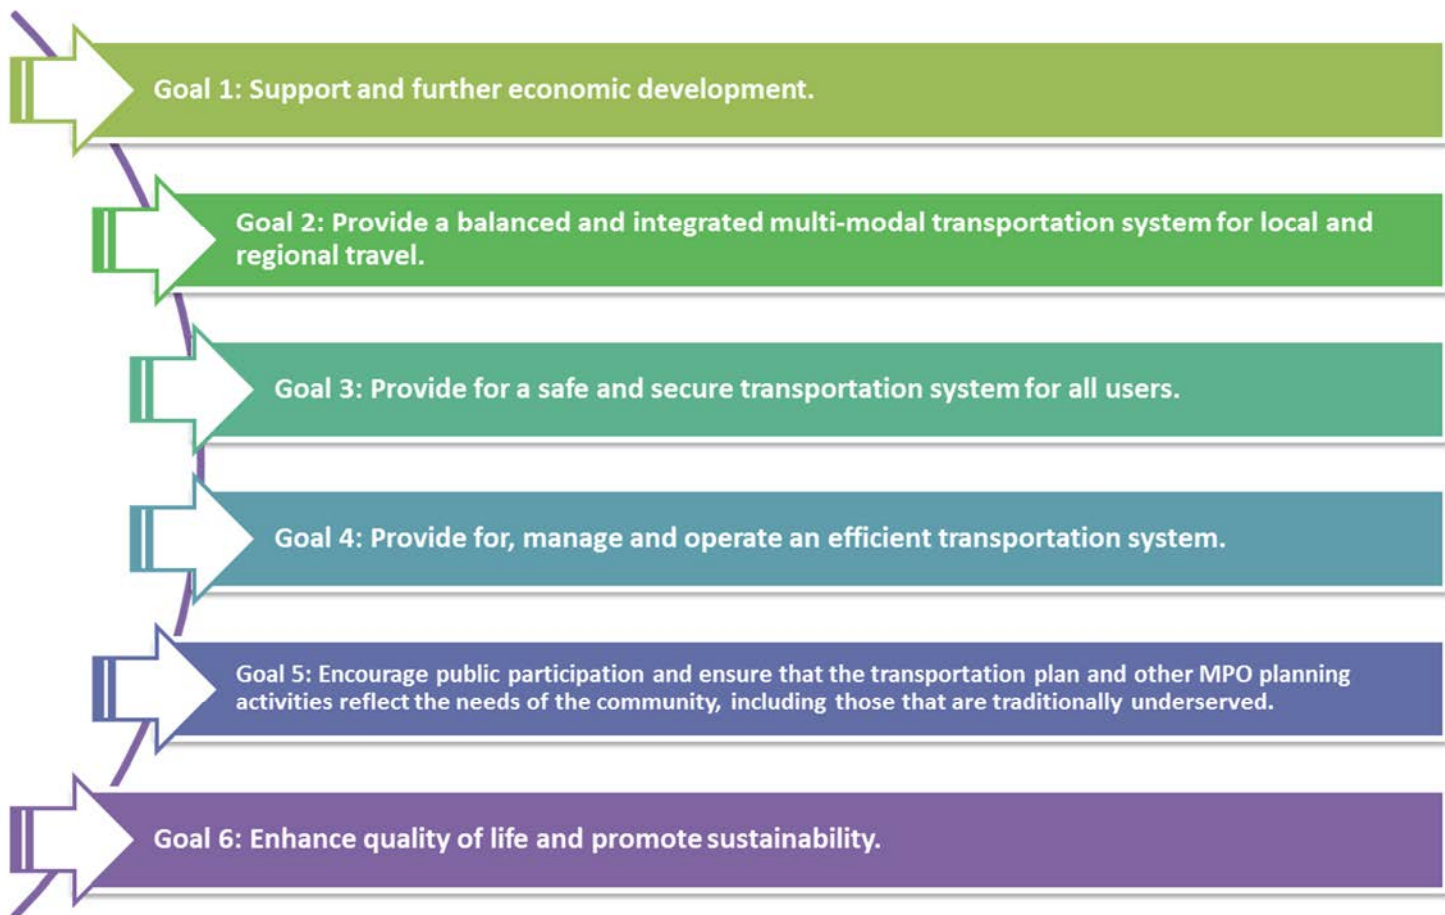 Goal 1: Support and further economic development.
Goal 2: Provide a balanced and integrated multi-modal transportation system for local and
regional travel.
Goal 3: Provide for a safe and secure transportation system for all users.
Goal 4: Provide for, manage and operate an efficient transportation system.
Goal 5: Encourage public participation and ensure that the transportation plan and other MPO planning
activities reflect the needs of the community, including those that are traditionally underserved.
Goal 6: Enhance quality of life and promote sustainability.